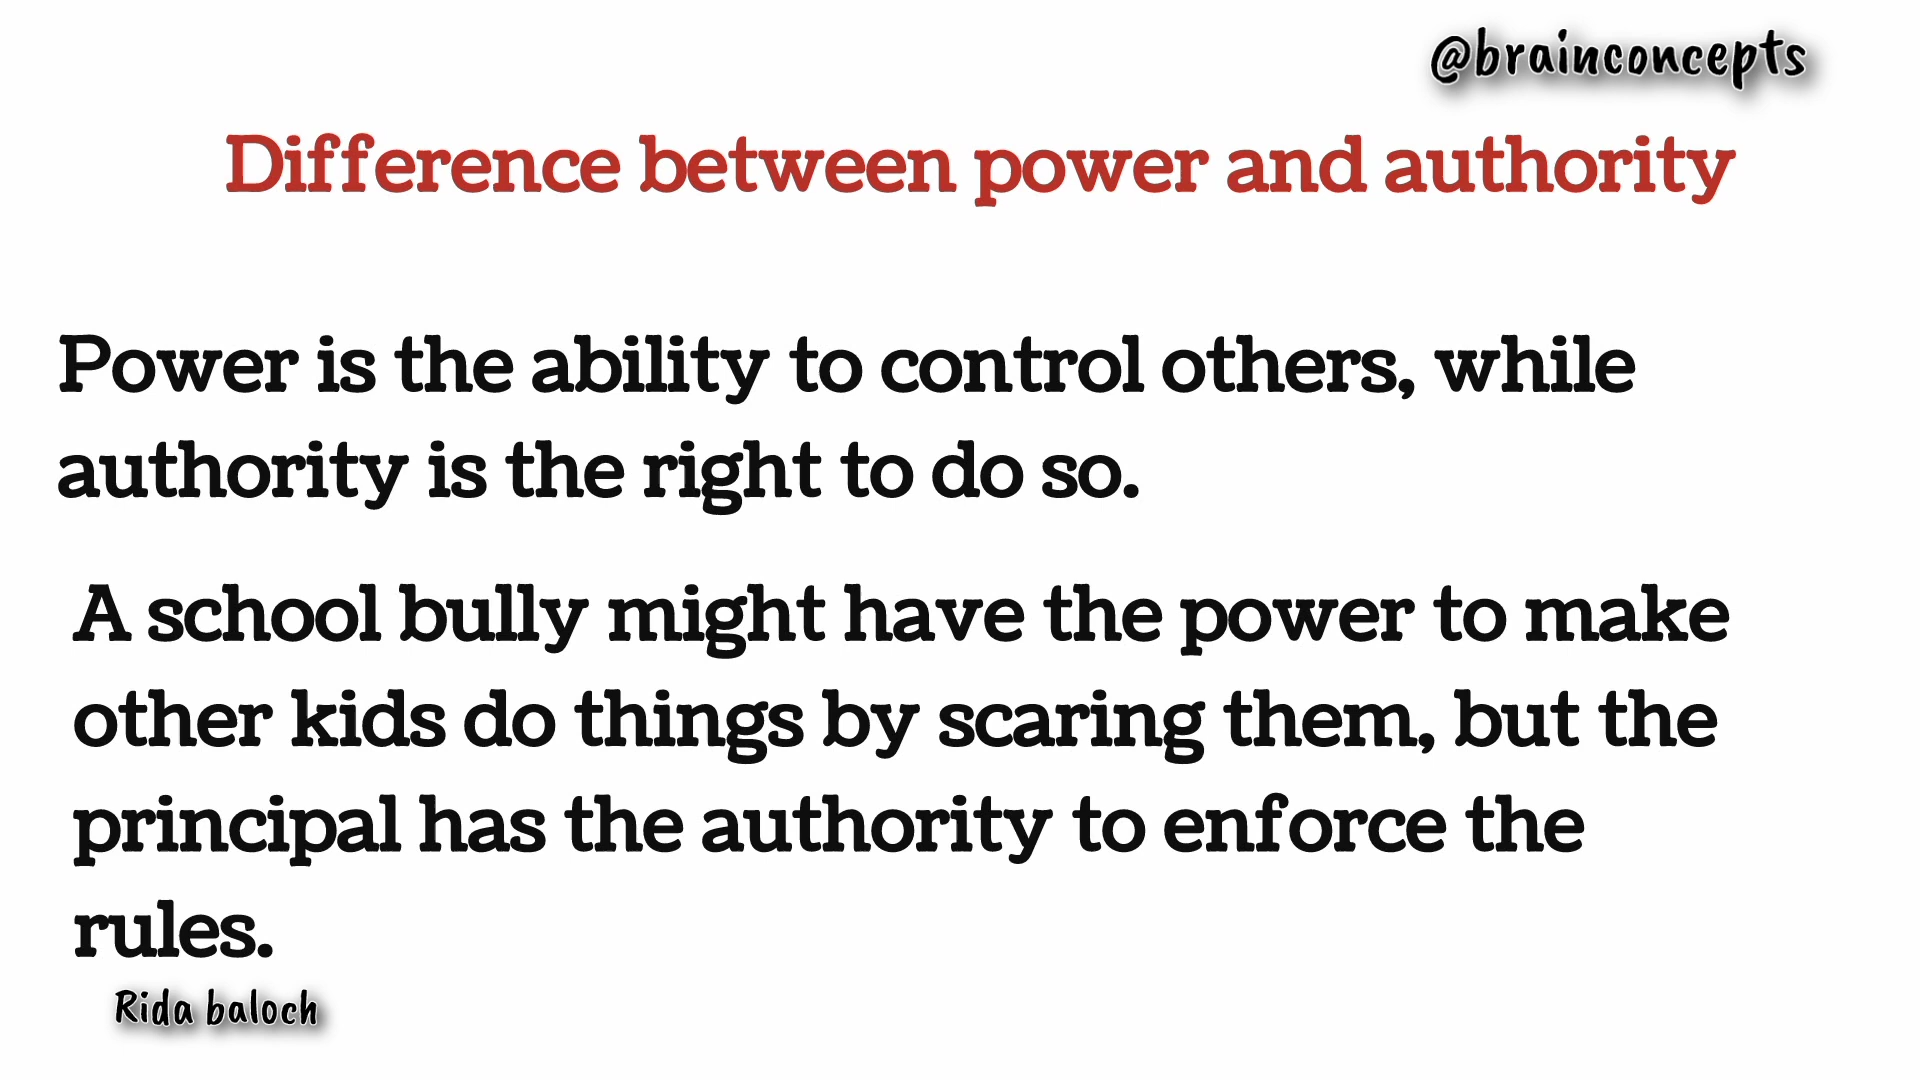 @brainconcepts
Difference between power and authority
Power is the ability to control others, while
authority is the right to do so.
A school bully might have the power to make
other kids do things by scaring them, but the
principal has the authority to enforce the
rules.
Rida baloch